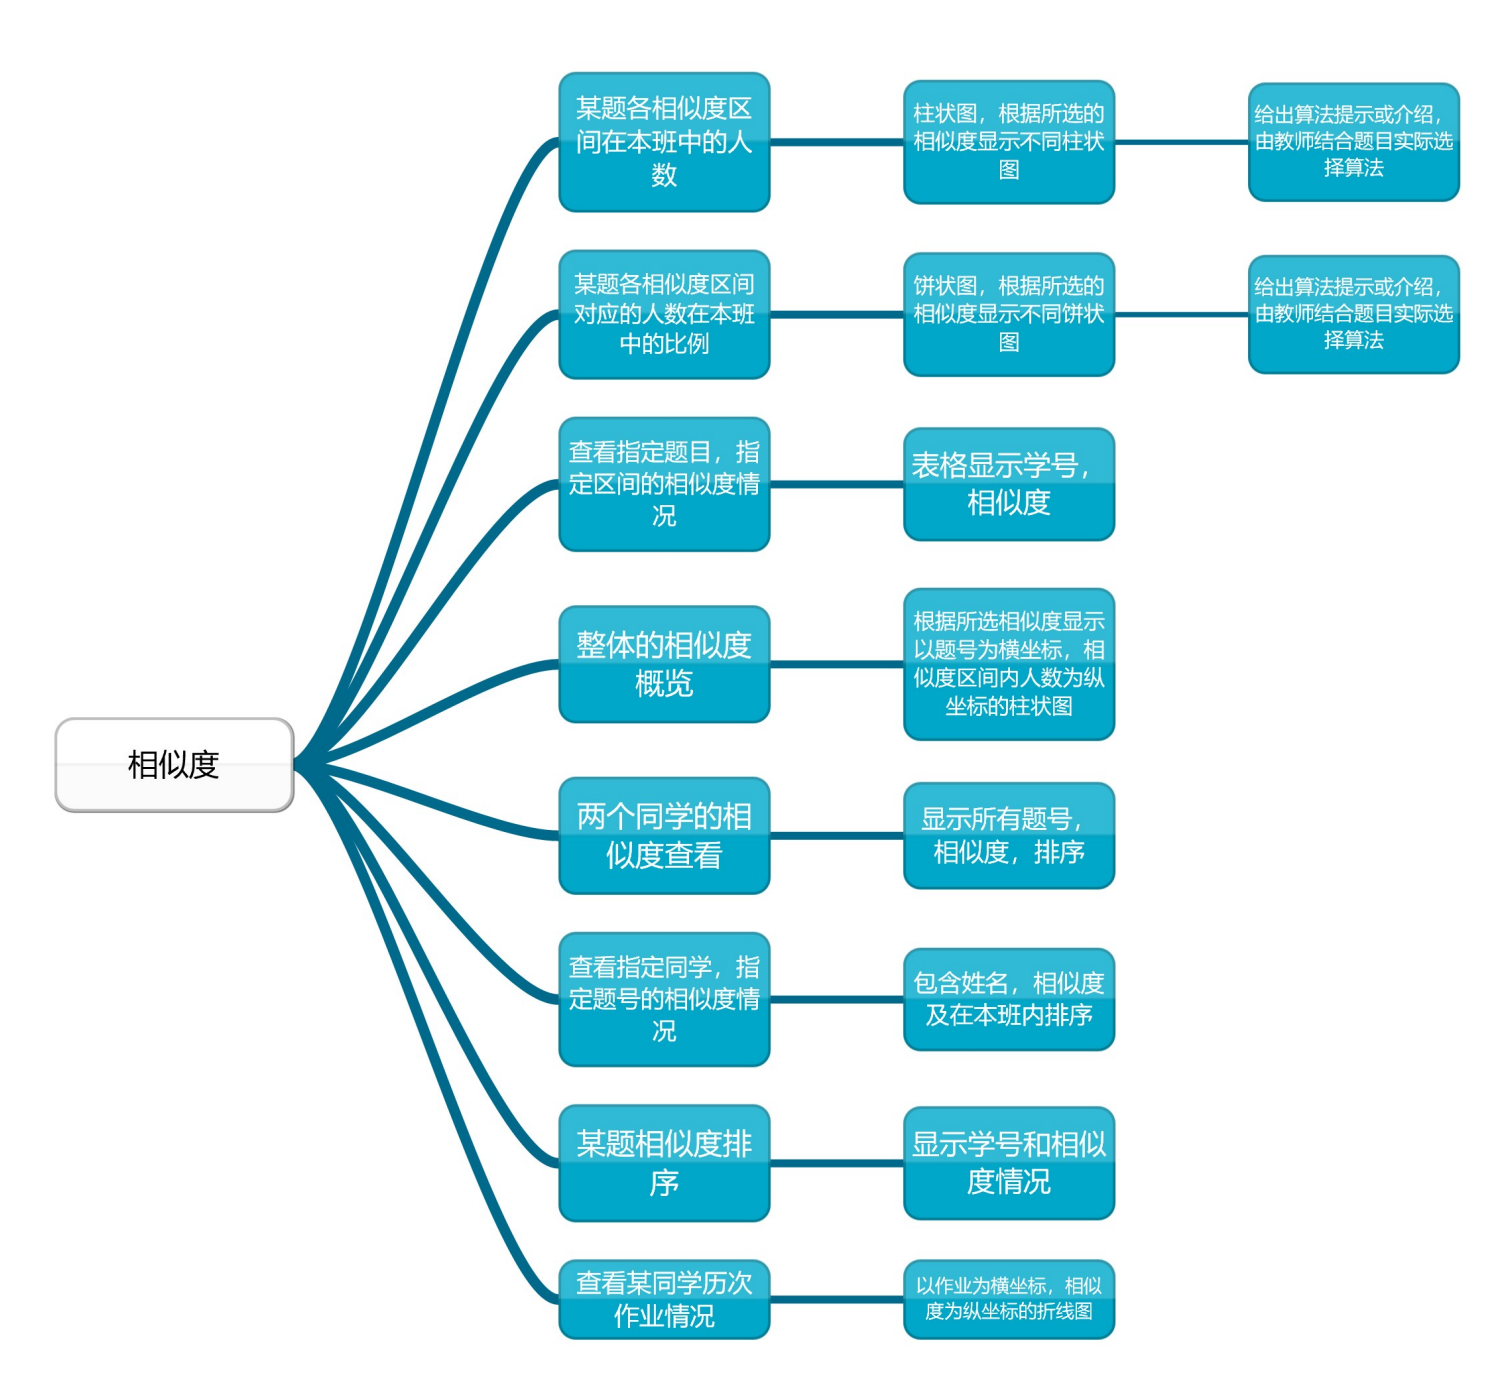 某题各相似度区
间在本班中的人
数
柱状图，根据所选的
相似度显示不同柱状
图
给出算法提示或介绍，
由教师结合题目实际选
择算法
某题各相似度区间
对应的人数在本班
中的比例
饼状图，根据所选的
相似度显示不同饼状
图
给出算法提示或介绍，
由教师结合题目实际选
择算法
查看指定题目，指
定区间的相似度情
况
表格显示学号，
相似度
整体的相似度
概览
根据所选相似度显示
以题号为横坐标，相
似度区间内人数为纵
坐标的柱状图
相似度
两个同学的相
似度查看
显示所有题号，
相似度，排序
查看指定同学，指
定题号的相似度情
况
包含姓名，相似度
及在本班内排序
某题相似度排
序
显示学号和相似
度情况
查看某同学历次
作业情况
以作业为横坐标，相似
度为纵坐标的折线图